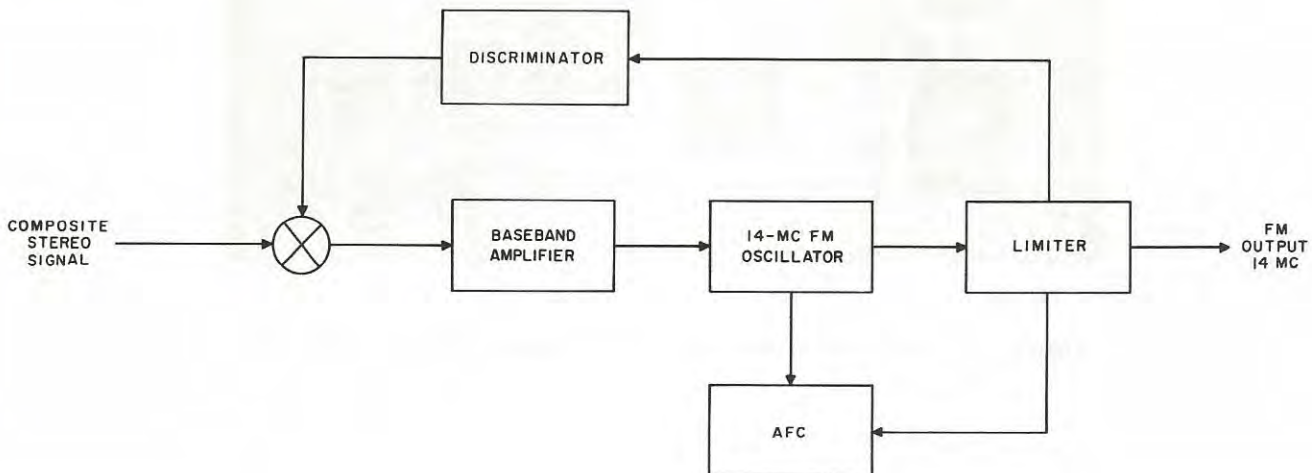 DISCRIMINATOR
COMPOSITE
STEREO
SIGNAL
BASEBAND
AMPLIFIER
14-MC FM
OSCILLATOR
LIMITER
FM
OUTPUT
14 MC
AFC